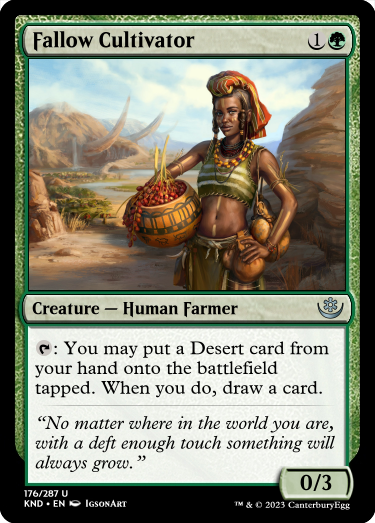 Fallow Cultivator 1
Creature — Human Farmer
: You may put a Desert card from
your hand onto the battlefield
tapped. When you do, draw a card.
“No matter where in the world you are,
with a deft enough touch something will
always grow.”
0/3
176/287 U
KND • EN IgsonArt
™ & © 2023 CanterburyEgg